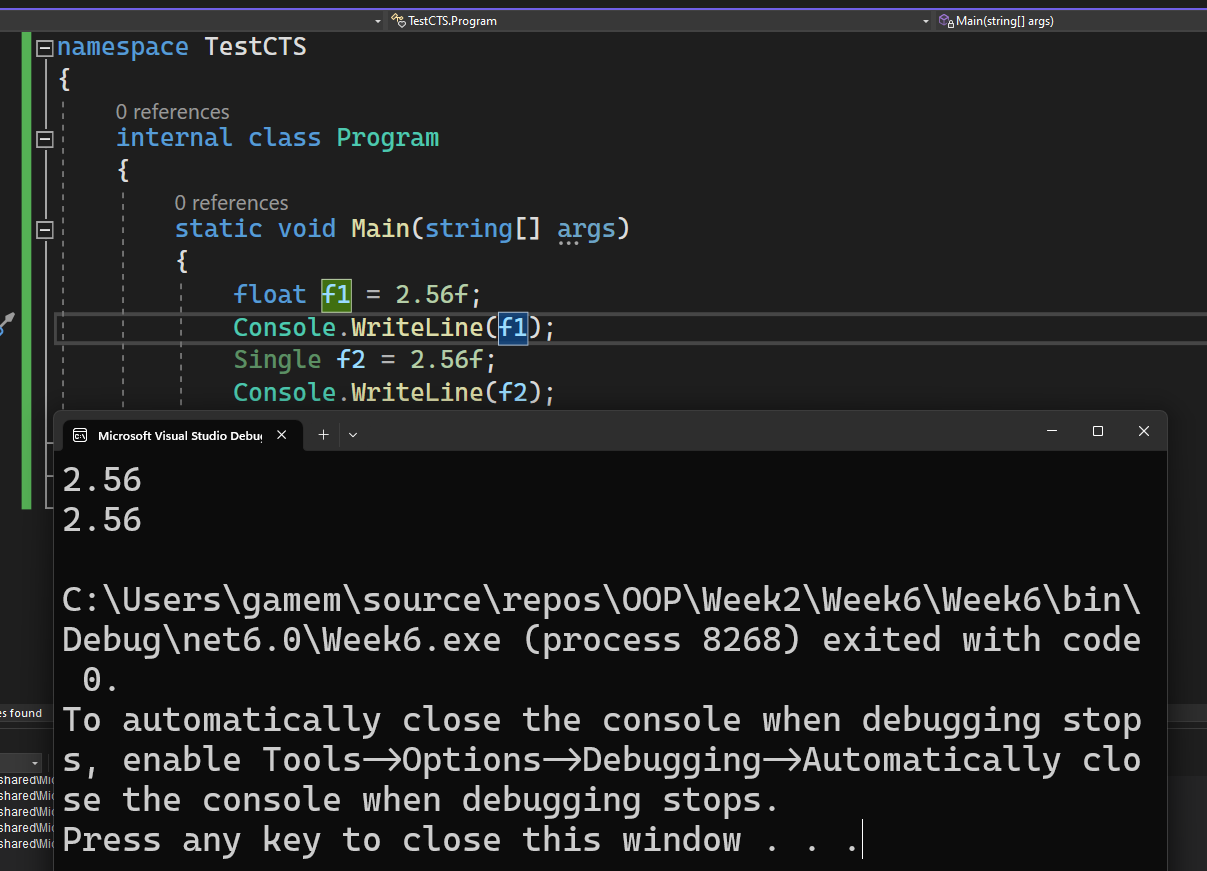 TestCTS.Program
Main(string[] args)
namespace TestCTS
{
0 references
internal class Program
{
0 references
static void Main(string[] args)
{
float f1 = 2.56f;
Console.WriteLine(f1);
Single f2 = 2.56f;
Console.WriteLine(f2);
Microsoft Visual Studio Debug
2.56
2.56
C:\Users\gamem\source\repos\OOP\Week2\Week6\Week6\bin\
Debug\net6.0\Week6.exe (process 8268) exited with code
0.
To automatically close the console when debugging stop
s, enable Tools->Options->Debugging->Automatically clo
se the console when debugging stops.
Press any key to close this window . . .
es found
shared\Mic
shared\Mic
shared\Mic
shared\Mic
shared\Mic